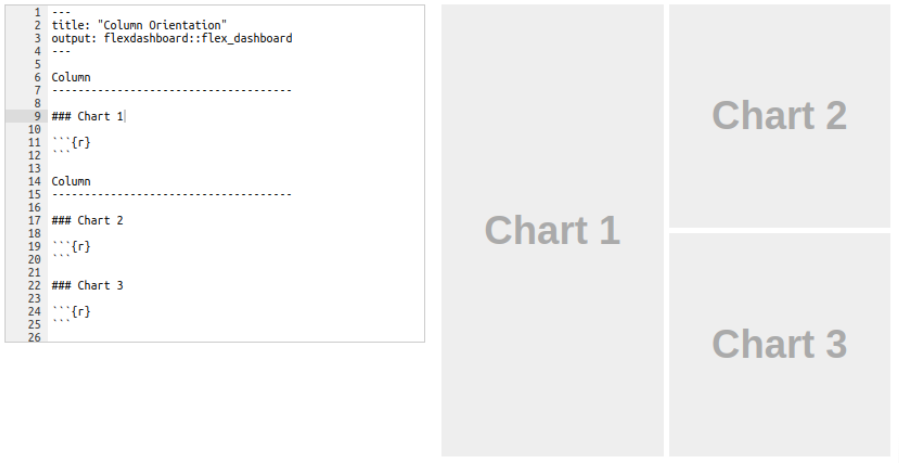 1 ---
2 title: "Column Orientation"
3 output: flexdashboard::flex_dashboard
4 ---
5
6 Column
7 -------------------------------------
8
9 ### Chart 1
10
11 ```{r}
12 ```
13
14 Column
15 -------------------------------------
16
17 ### Chart 2
18
19 ```{r}
20 ```
21
22 ### Chart 3
23
24 ```{r}
25 ```
26
Chart 1
Chart 2
Chart 3